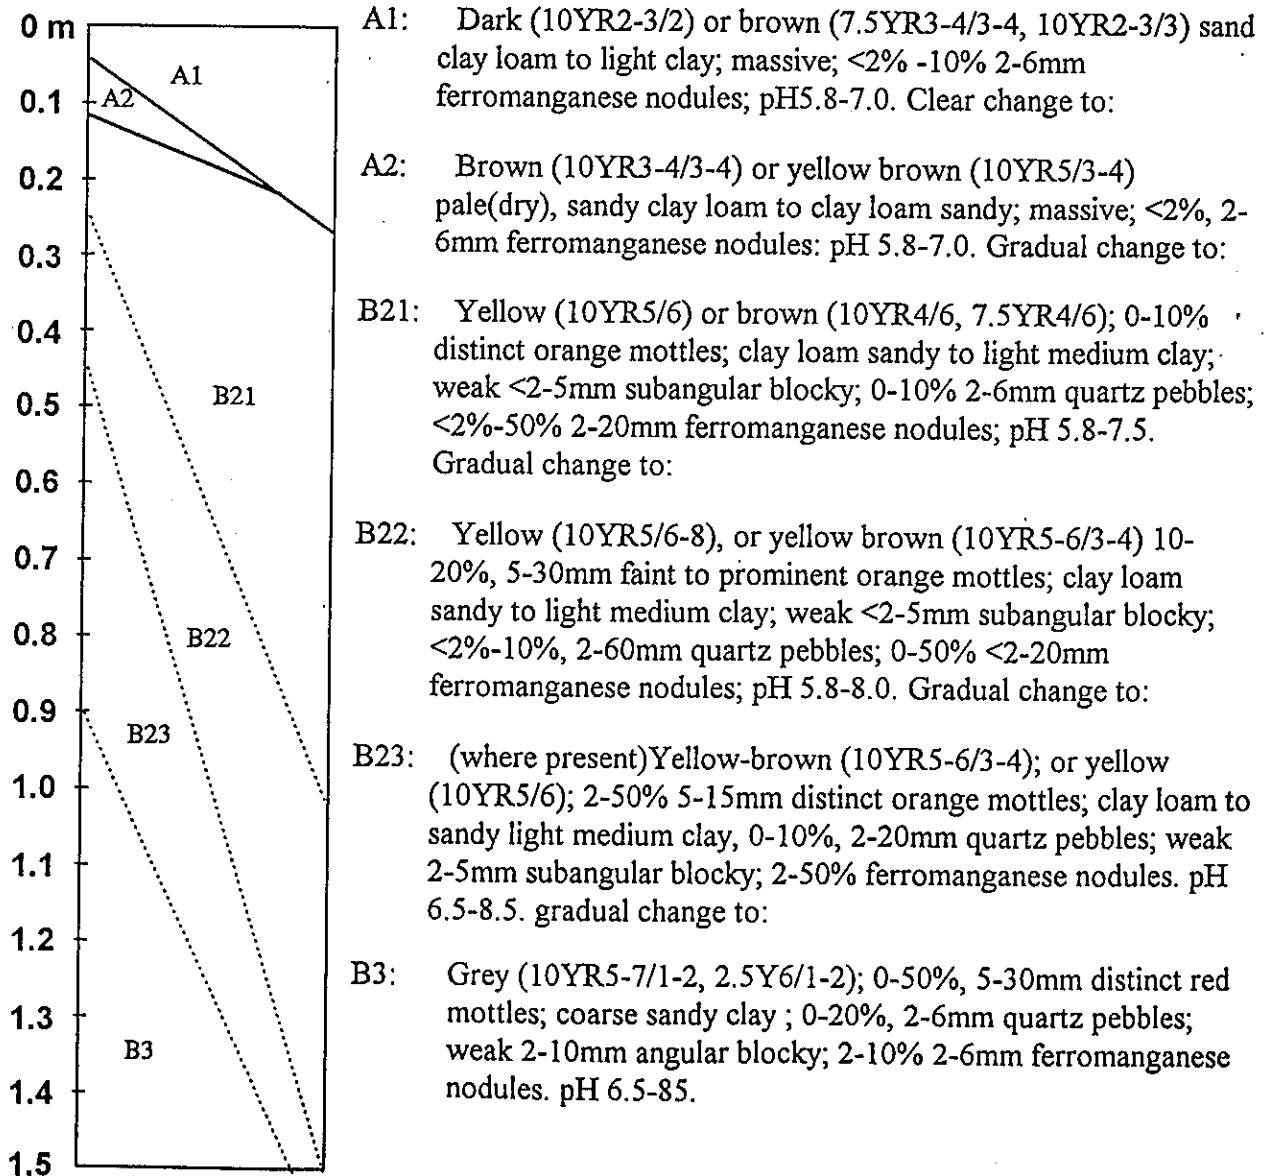 0 m
0.1
0.2
0.3
0.4
0.5
0.6
0.7
0.8
0.9
1.0
1.1
1.2
1.3
1.4
1.5
A1
A2
B21
B22
B23
B3
A1: Dark (10YR2-3/2) or brown (7.5YR3-4/3-4, 10YR2-3/3) sand
clay loam to light clay; massive; <2% -10% 2-6mm
ferromanganese nodules; pH5.8-7.0. Clear change to:
A2: Brown (10YR3-4/3-4) or yellow brown (10YR5/3-4)
pale(dry), sandy clay loam to clay loam sandy; massive; <2%, 2-
6mm ferromanganese nodules: pH 5.8-7.0. Gradual change to:
B21: Yellow (10YR5/6) or brown (10YR4/6, 7.5YR4/6); 0-10%
distinct orange mottles; clay loam sandy to light medium clay;
weak <2-5mm subangular blocky; 0-10% 2-6mm quartz pebbles;
<2%-50% 2-20mm ferromanganese nodules; pH 5.8-7.5.
Gradual change to:
B22: Yellow (10YR5/6-8), or yellow brown (10YR5-6/3-4) 10-
20%, 5-30mm faint to prominent orange mottles; clay loam
sandy to light medium clay; weak <2-5mm subangular blocky;
<2%-10%, 2-60mm quartz pebbles; 0-50% <2-20mm
ferromanganese nodules; pH 5.8-8.0. Gradual change to:
B23: (where present)Yellow-brown (10YR5-6/3-4); or yellow
(10YR5/6); 2-50% 5-15mm distinct orange mottles; clay loam to
sandy light medium clay, 0-10%, 2-20mm quartz pebbles; weak
2-5mm subangular blocky; 2-50% ferromanganese nodules. pH
6.5-8.5. gradual change to:
B3: Grey (10YR5-7/1-2, 2.5Y6/1-2); 0-50%, 5-30mm distinct red
mottles; coarse sandy clay ; 0-20%, 2-6mm quartz pebbles;
weak 2-10mm angular blocky; 2-10% 2-6mm ferromanganese
nodules. pH 6.5-85.